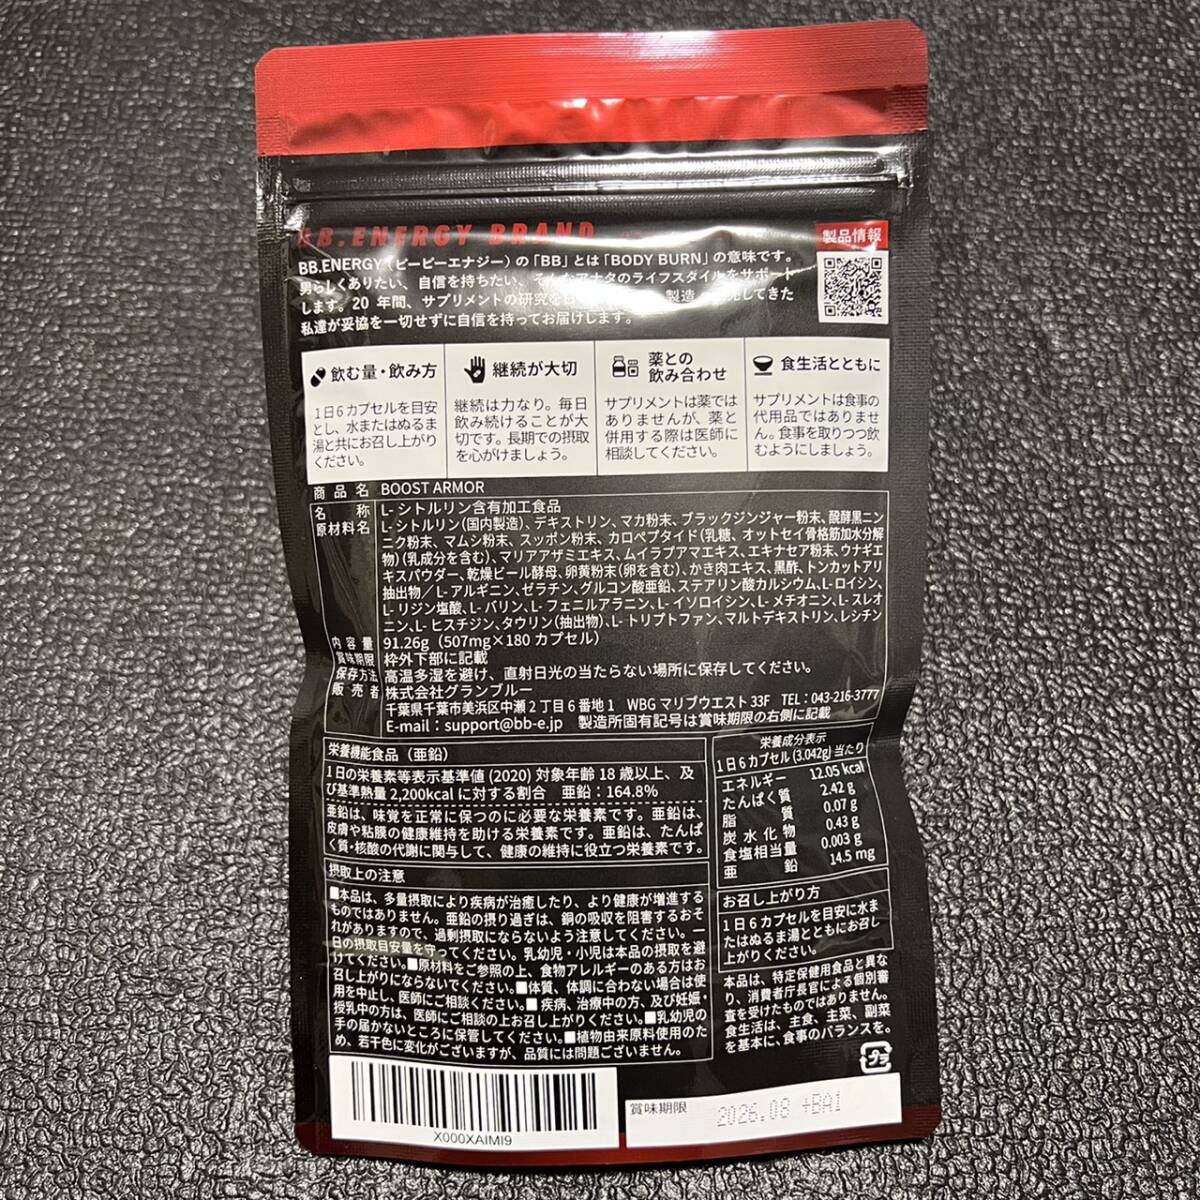 BB.ENERGY BRAND
製品情報
BB.ENERGY(ビービーエナジー)の「BB」とは「BODY BURN」の意味です。
男らしくありたい、自信を持ちたい、そんなアナタのライフスタイルをサポート
します。20年間、サプリメントの研究を 製造 してきた
私達が妥協を一切せずに自信を持ってお届けします。
飲む量・飲み方
1日6カプセルを目安
とし、水またはぬるま
湯と共にお召し上がり
ください。
継続が大切
継続は力なり。毎日
飲み続けることが大
切です。長期での摂取
を心がけましょう。
薬との
飲み合わせ
サプリメントは薬では
ありませんが、薬と
併用する際は医師に
相談してください。
食生活とともに
サプリメントは食事の
代用品ではありませ
ん。食事を取りつつ飲
むようにしましょう。
商品名 BOOST ARMOR
名称 L-シトルリン含有加工食品
原材料名 L-シトルリン(国内製造)、デキストリン、マカ粉末、ブラックジンジャー粉末、醗酵黒ニン
ニク粉末、マムシ粉末、スッポン粉末、カロペプタイド(乳糖、オットセイ骨格筋加水分解
物)(乳成分を含む)、マリアアザミエキス、ムイラプアマエキス、エキナセア粉末、ウナギエ
キスパウダー、乾燥ビール酵母、卵黄粉末(卵を含む)、かき肉エキス、黒酢、トンカットアリ
抽出物/L-アルギニン、ゼラチン、グルコン酸亜鉛、ステアリン酸カルシウム、L-ロイシン、
L-リジン塩酸、L-バリン、L-フェニルアラニン、L-イソロイシン、L-メチオニン、L-スレオ
ニン、L-ヒスチジン、タウリン(抽出物)、L-トリプトファン、マルトデキストリン、レシチン
内容量 91.26g(507mg×180カプセル)
賞味期限 枠外下部に記載
保存方法 高温多湿を避け、直射日光の当たらない場所に保存してください。
販売者 株式会社グランブルー
千葉県千葉市美浜区中瀬2丁目6番地1 WBGマリブウエスト33F TEL:043-216-3777
E-mail:support@bb-e.jp 製造所固有記号は賞味期限の右側に記載
栄養機能食品(亜鉛)
1日の栄養素等表示基準値(2020)対象年齢18歳以上、及
び基準熱量2,200kcalに対する割合 亜鉛:164.8%
亜鉛は、味覚を正常に保つのに必要な栄養素です。亜鉛は、
皮膚や粘膜の健康維持を助ける栄養素です。亜鉛は、たんぱ
く質・核酸の代謝に関与して、健康の維持に役立つ栄養素です。
摂取上の注意
■本品は、多量摂取により疾病が治癒したり、より健康が増進する
ものではありません。亜鉛の摂り過ぎは、銅の吸収を阻害するおそ
れがありますので、過剰摂取にならないよう注意してください。一
日の摂取目安量を守ってください。乳幼児・小児は本品の摂取を避
けてください。■原材料をご参照の上、食物アレルギーのある方はお
召し上がりにならないでください。■体質、体調に合わない場合は使
用を中止し、医師にご相談ください。■疾病、治療中の方、及び妊娠・
授乳中の方は、医師にご相談の上お召し上がりください。■乳幼児の
手の届かないところに保管してください。■植物由来原料使用のた
め、若干色に変化がございますが、品質には問題ございません。
栄養成分表示
1日6カプセル(3.042g)当たり
エネルギー 12.05 kcal
たんぱく質 2.42 g
脂質 0.07 g
炭水化物 0.43 g
食塩相当量 0.003 g
亜鉛 14.5 mg
お召し上がり方
1日6カプセルを目安に水ま
たはぬるま湯とともにお召し
上がりください。
本品は、特定保健用食品と異な
り、消費者庁長官による個別審
査を受けたものではありません。
食生活は、主食、主菜、副菜
を基本に、食事のバランスを。
プラ
X000XAIMI9
賞味期限 2026.08 +BA1